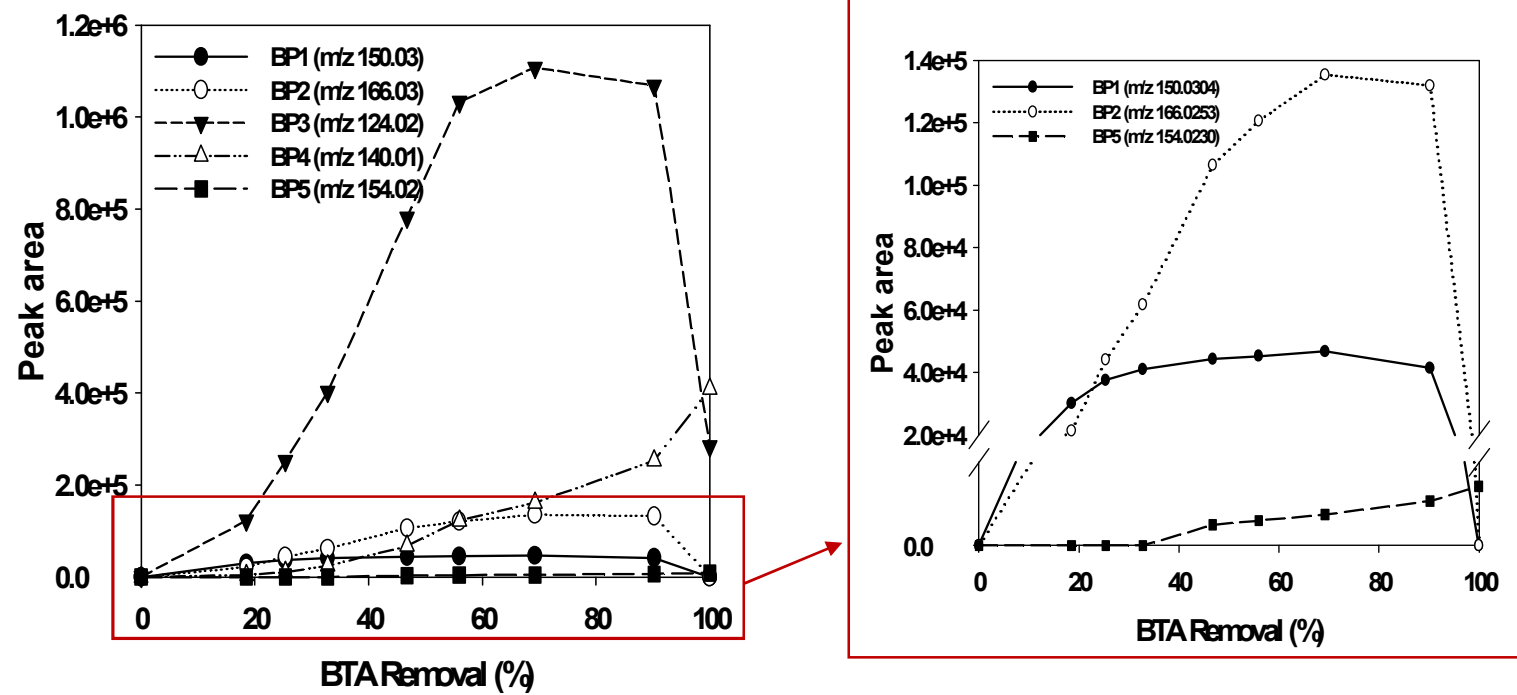 1.2e+6
1.0e+6
8.0e+5
6.0e+5
4.0e+5
2.0e+5
0.0
Peak area
BP1 (m/z 150.03)
BP2 (m/z 166.03)
BP3 (m/z 124.02)
BP4 (m/z 140.01)
BP5 (m/z 154.02)
0 20 40 60 80 100
BTA Removal (%)
1.4e+5
1.2e+5
1.0e+5
8.0e+4
6.0e+4
4.0e+4
2.0e+4
0.0
Peak area
BP1 (m/z 150.0304)
BP2 (m/z 166.0253)
BP5 (m/z 154.0230)
0 20 40 60 80 100
BTA Removal (%)